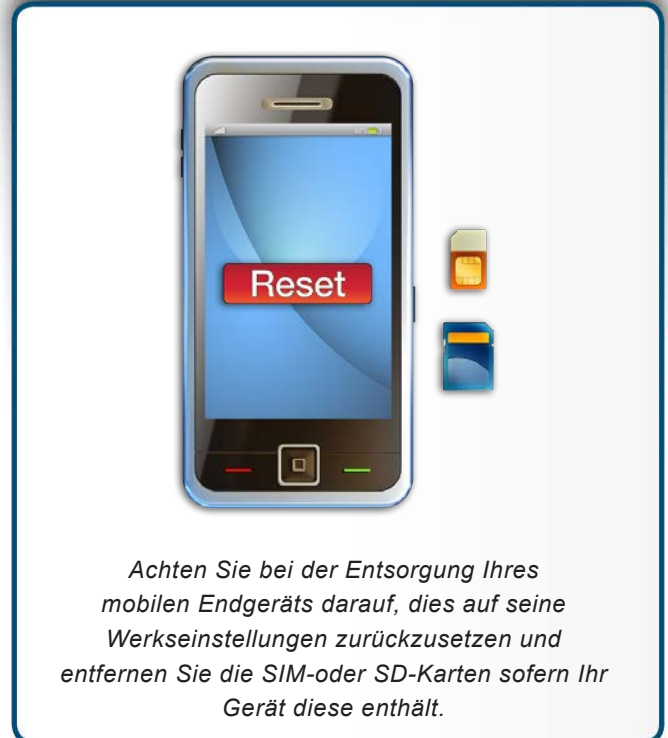 Reset
Achten Sie bei der Entsorgung Ihres
mobilen Endgeräts darauf, dies auf seine
Werkseinstellungen zurückzusetzen und
entfernen Sie die SIM-oder SD-Karten sofern Ihr
Gerät diese enthält.